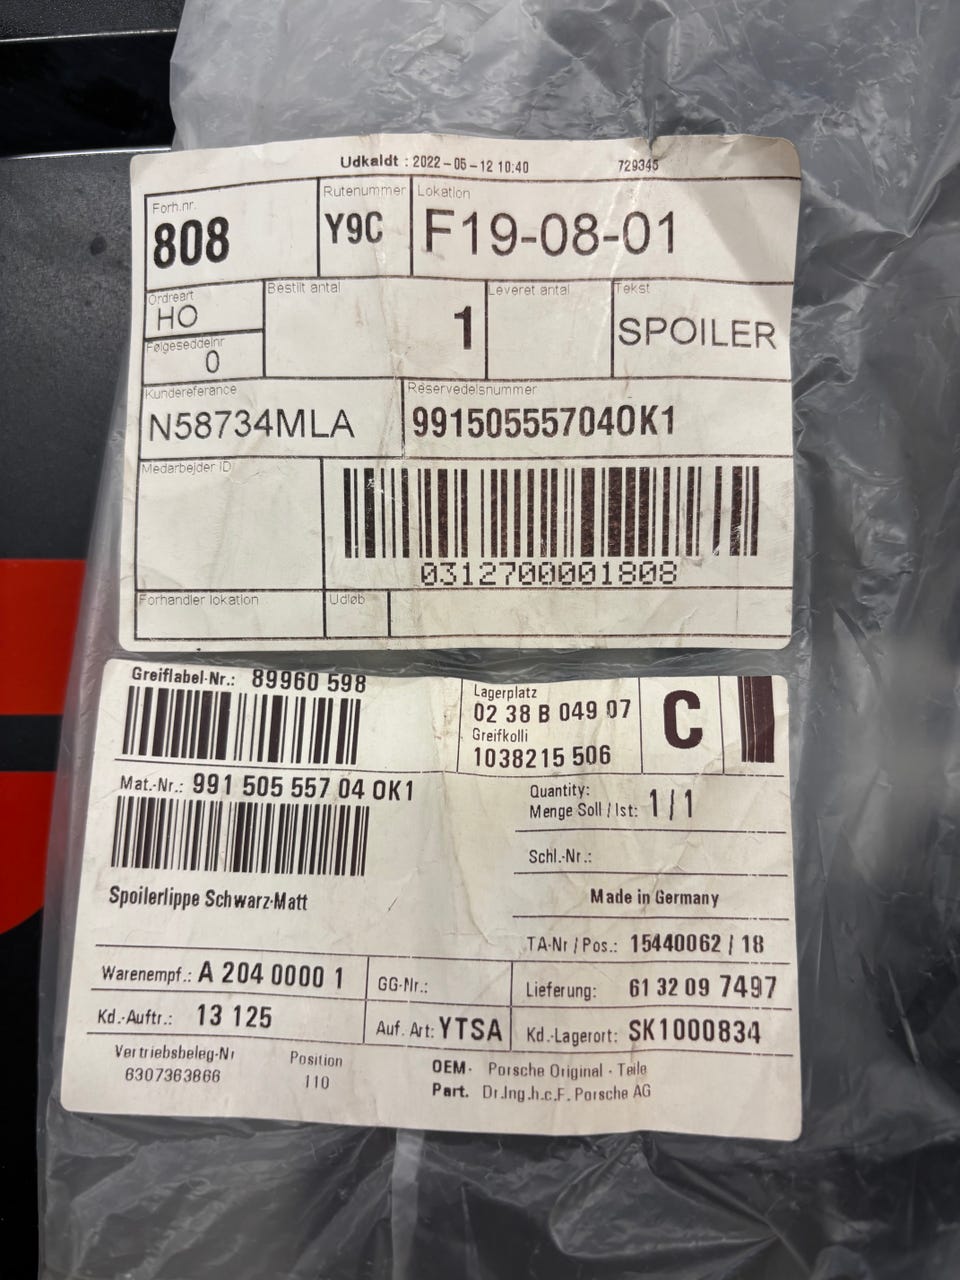 Udkaldt : 2022-05-12 10:40 729345
Forh.nr. Rutenummer Lokation
808 Y9C F19-08-01
Ordreart Bestilt antal Leveret antal Tekst
HO 1 SPOILER
Følgeseddelnr
0
Kundereferance Reservedelsnummer
N58734MLA 991505557040K1
Medarbejder ID
0312700001808
Forhandler lokation Udløb
Greiflabel-Nr.: 89960 598
Lagerplatz
02 38 B 049 07
Greifkolli
1038215 506
C
Mat.-Nr.: 991 505 557 04 OK1
Quantity:
Menge Soll / Ist: 1 / 1
Schl.-Nr.:
Spoilerlippe Schwarz-Matt
Made in Germany
TA-Nr / Pos.: 15440062 / 18
Warenempf.: A 204 0000 1 GG-Nr.: Lieferung: 61 32 09 7497
Kd.-Auftr.: 13 125 Auf. Art: YTSA Kd.-Lagerort: SK1000834
Vertriebsbeleg-Nr Position OEM- Porsche Original - Teile
6307363866 110 Part. Dr.Ing.h.c.F. Porsche AG